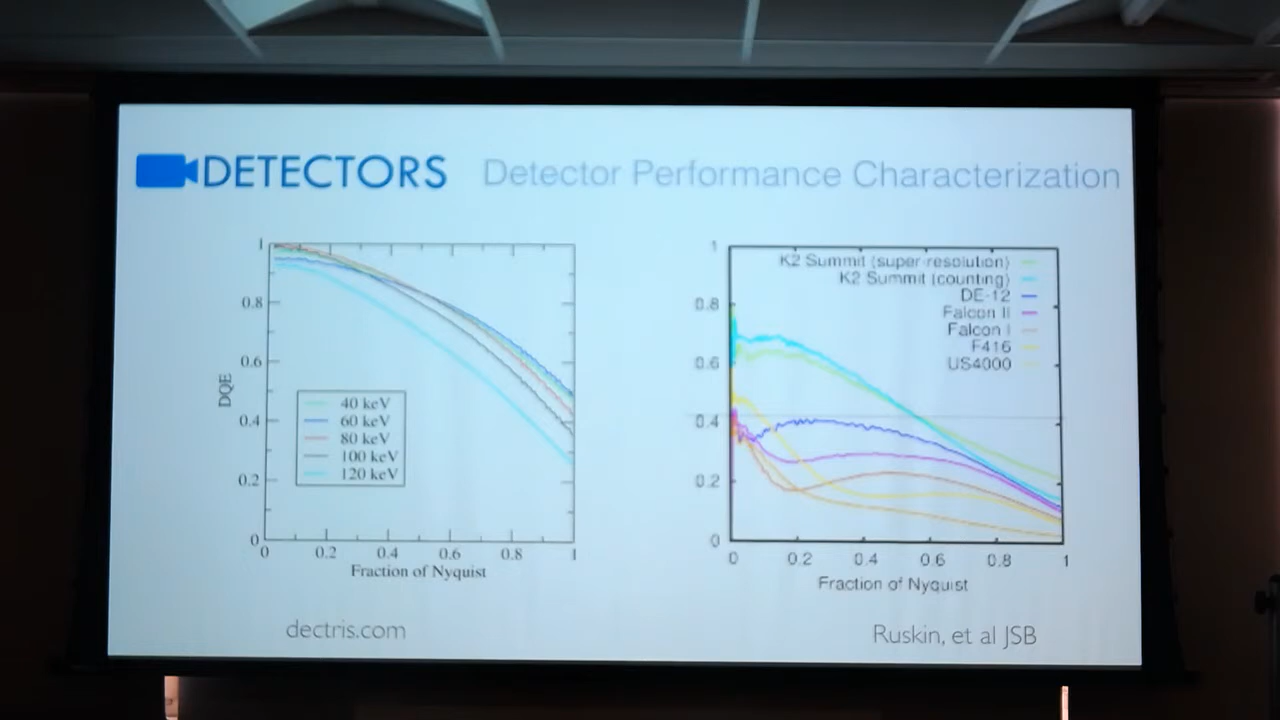 DETECTORS Detector Performance Characterization
1
0.8
0.6
0.4
0.2
0
DQE
40 keV
60 keV
80 keV
100 keV
120 keV
0 0.2 0.4 0.6 0.8 1
Fraction of Nyquist
dectris.com
1
0.8
0.6
0.4
0.2
0
K2 Summit (super-resolution)
K2 Summit (counting)
DE-12
Falcon II
Falcon I
F416
US4000
0 0.2 0.4 0.6 0.8 1
Fraction of Nyquist
Ruskin, et al JSB